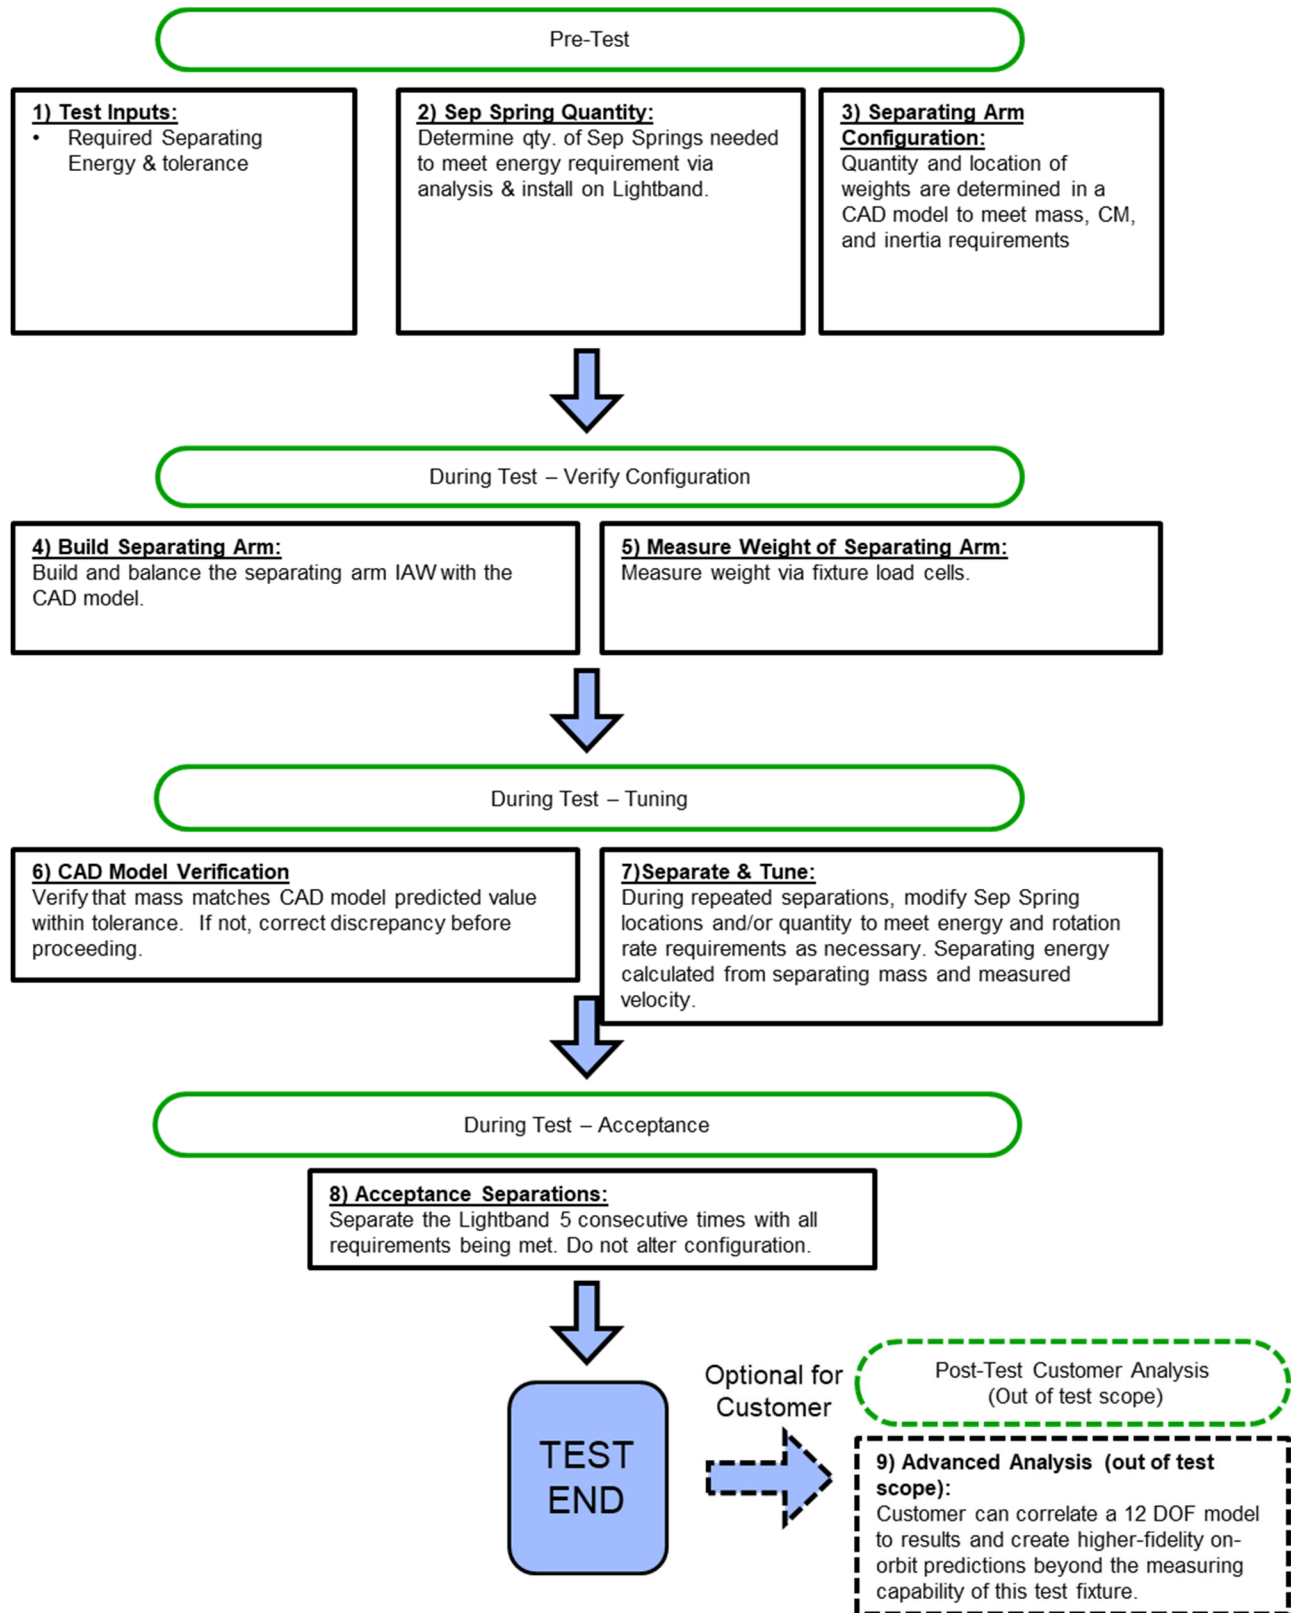 Pre-Test
1) Test Inputs:
• Required Separating
Energy & tolerance
2) Sep Spring Quantity:
Determine qty. of Sep Springs needed
to meet energy requirement via
analysis & install on Lightband.
3) Separating Arm
Configuration:
Quantity and location of
weights are determined in a
CAD model to meet mass, CM,
and inertia requirements
During Test – Verify Configuration
4) Build Separating Arm:
Build and balance the separating arm IAW with the
CAD model.
5) Measure Weight of Separating Arm:
Measure weight via fixture load cells.
During Test – Tuning
6) CAD Model Verification
Verify that mass matches CAD model predicted value
within tolerance. If not, correct discrepancy before
proceeding.
7)Separate & Tune:
During repeated separations, modify Sep Spring
locations and/or quantity to meet energy and rotation
rate requirements as necessary. Separating energy
calculated from separating mass and measured
velocity.
During Test – Acceptance
8) Acceptance Separations:
Separate the Lightband 5 consecutive times with all
requirements being met. Do not alter configuration.
TEST
END
Optional for
Customer
Post-Test Customer Analysis
(Out of test scope)
9) Advanced Analysis (out of test
scope):
Customer can correlate a 12 DOF model
to results and create higher-fidelity on-
orbit predictions beyond the measuring
capability of this test fixture.